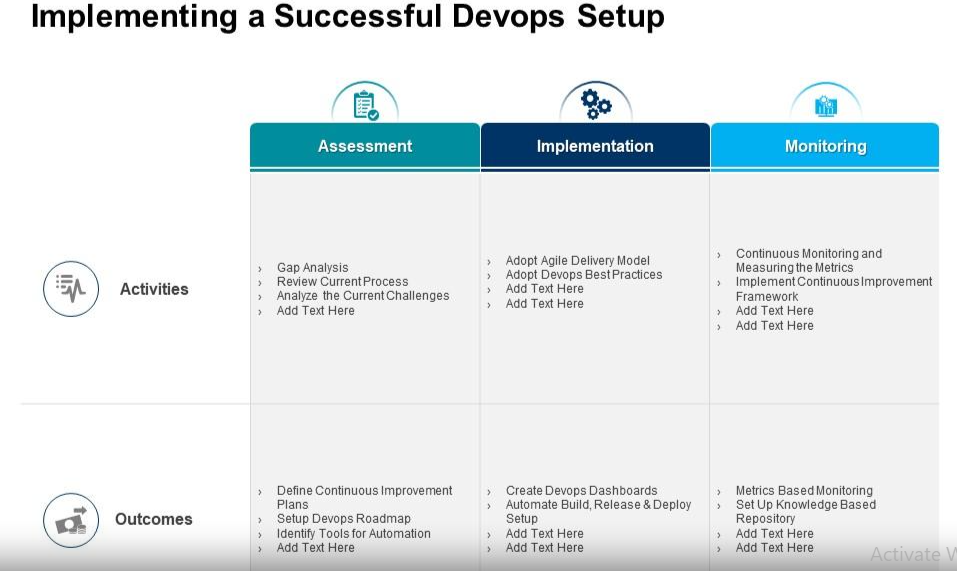 Implementing a Successful Devops Setup
Assessment
Implementation
Monitoring
Activities
Gap Analysis
Review Current Process
Analyze the Current Challenges
Add Text Here
Adopt Agile Delivery Model
Adopt Devops Best Practices
Add Text Here
Add Text Here
Continuous Monitoring and
Measuring the Metrics
Implement Continuous Improvement
Framework
Add Text Here
Add Text Here
Outcomes
Define Continuous Improvement
Plans
Setup Devops Roadmap
Identify Tools for Automation
Add Text Here
Create Devops Dashboards
Automate Build, Release & Deploy
Setup
Add Text Here
Add Text Here
Metrics Based Monitoring
Set Up Knowledge Based
Repository
Add Text Here
Add Text Here
Activate